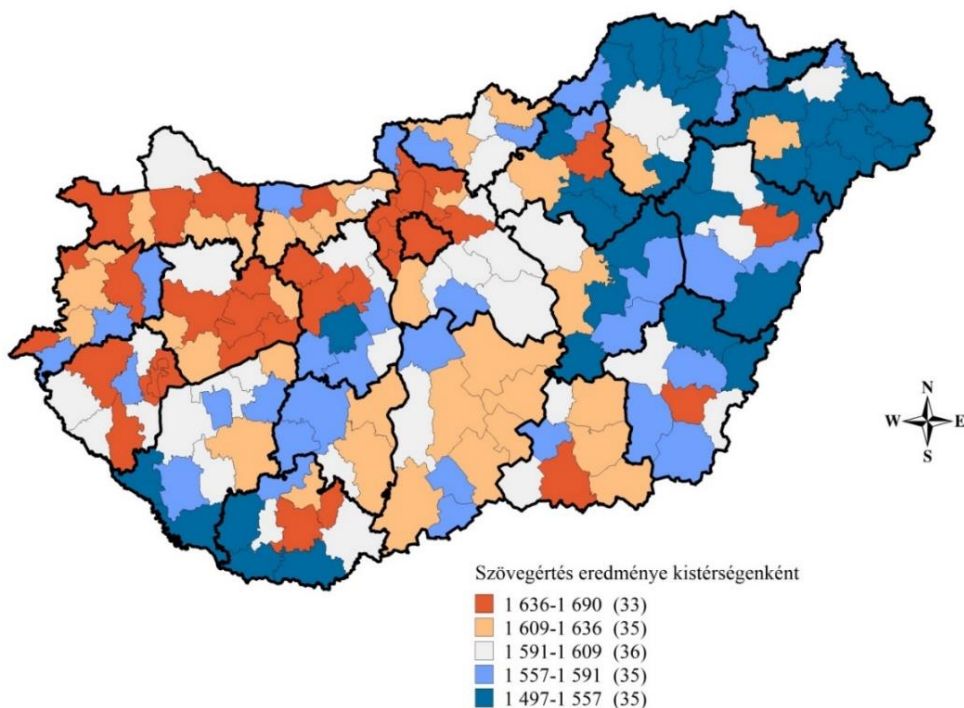 N
W E
S
Szövegértés eredménye kistérségenként
1 636-1 690 (33)
1 609-1 636 (35)
1 591-1 609 (36)
1 557-1 591 (35)
1 497-1 557 (35)